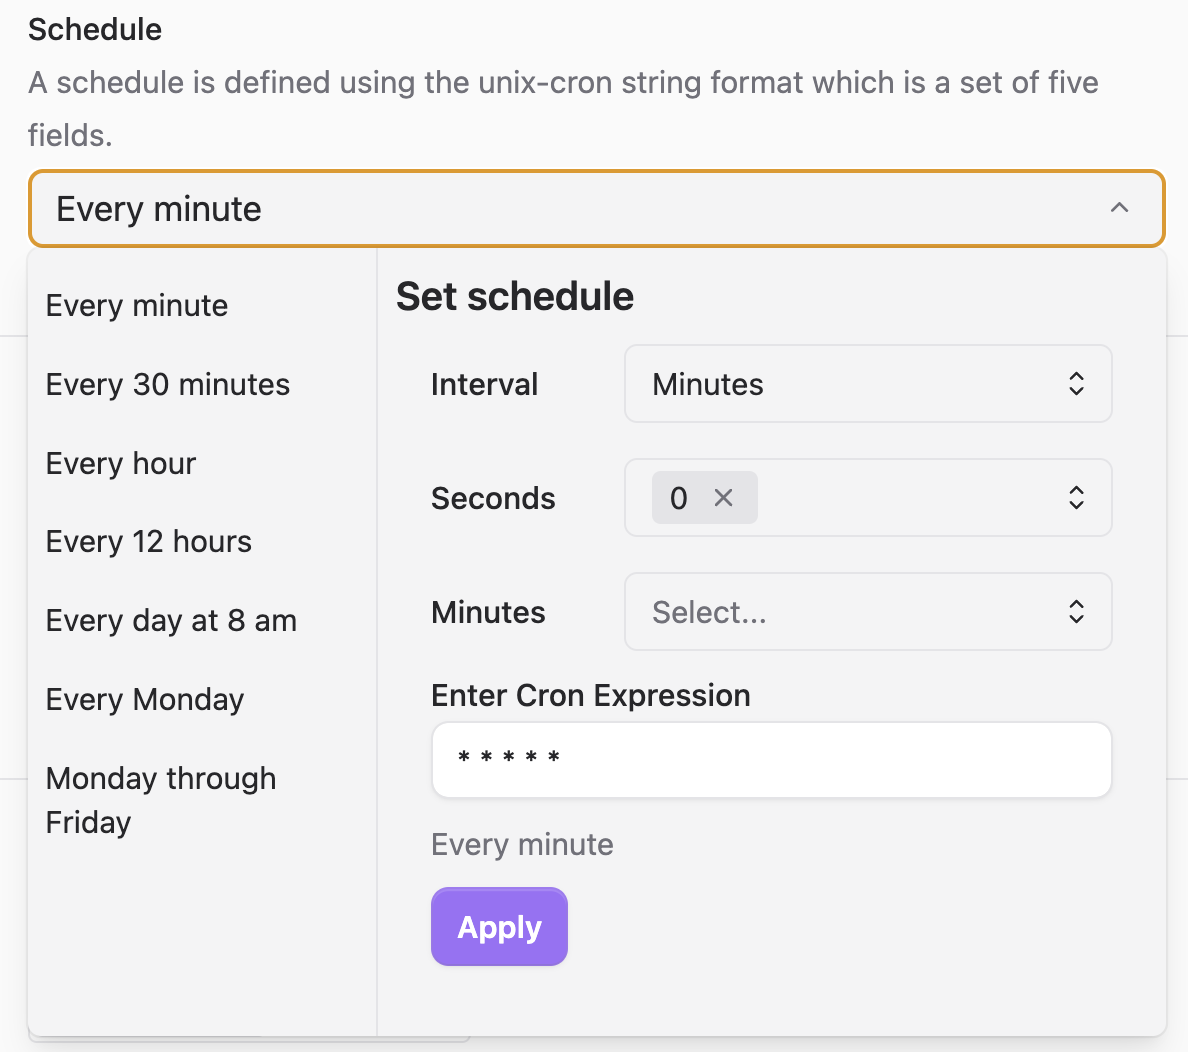 Schedule
A schedule is defined using the unix-cron string format which is a set of five
fields.
Every minute
Every minute
Every 30 minutes
Every hour
Every 12 hours
Every day at 8 am
Every Monday
Monday through
Friday
Set schedule
Interval
Minutes
Seconds
0
Minutes
Select...
Enter Cron Expression
* * * * *
Every minute
Apply